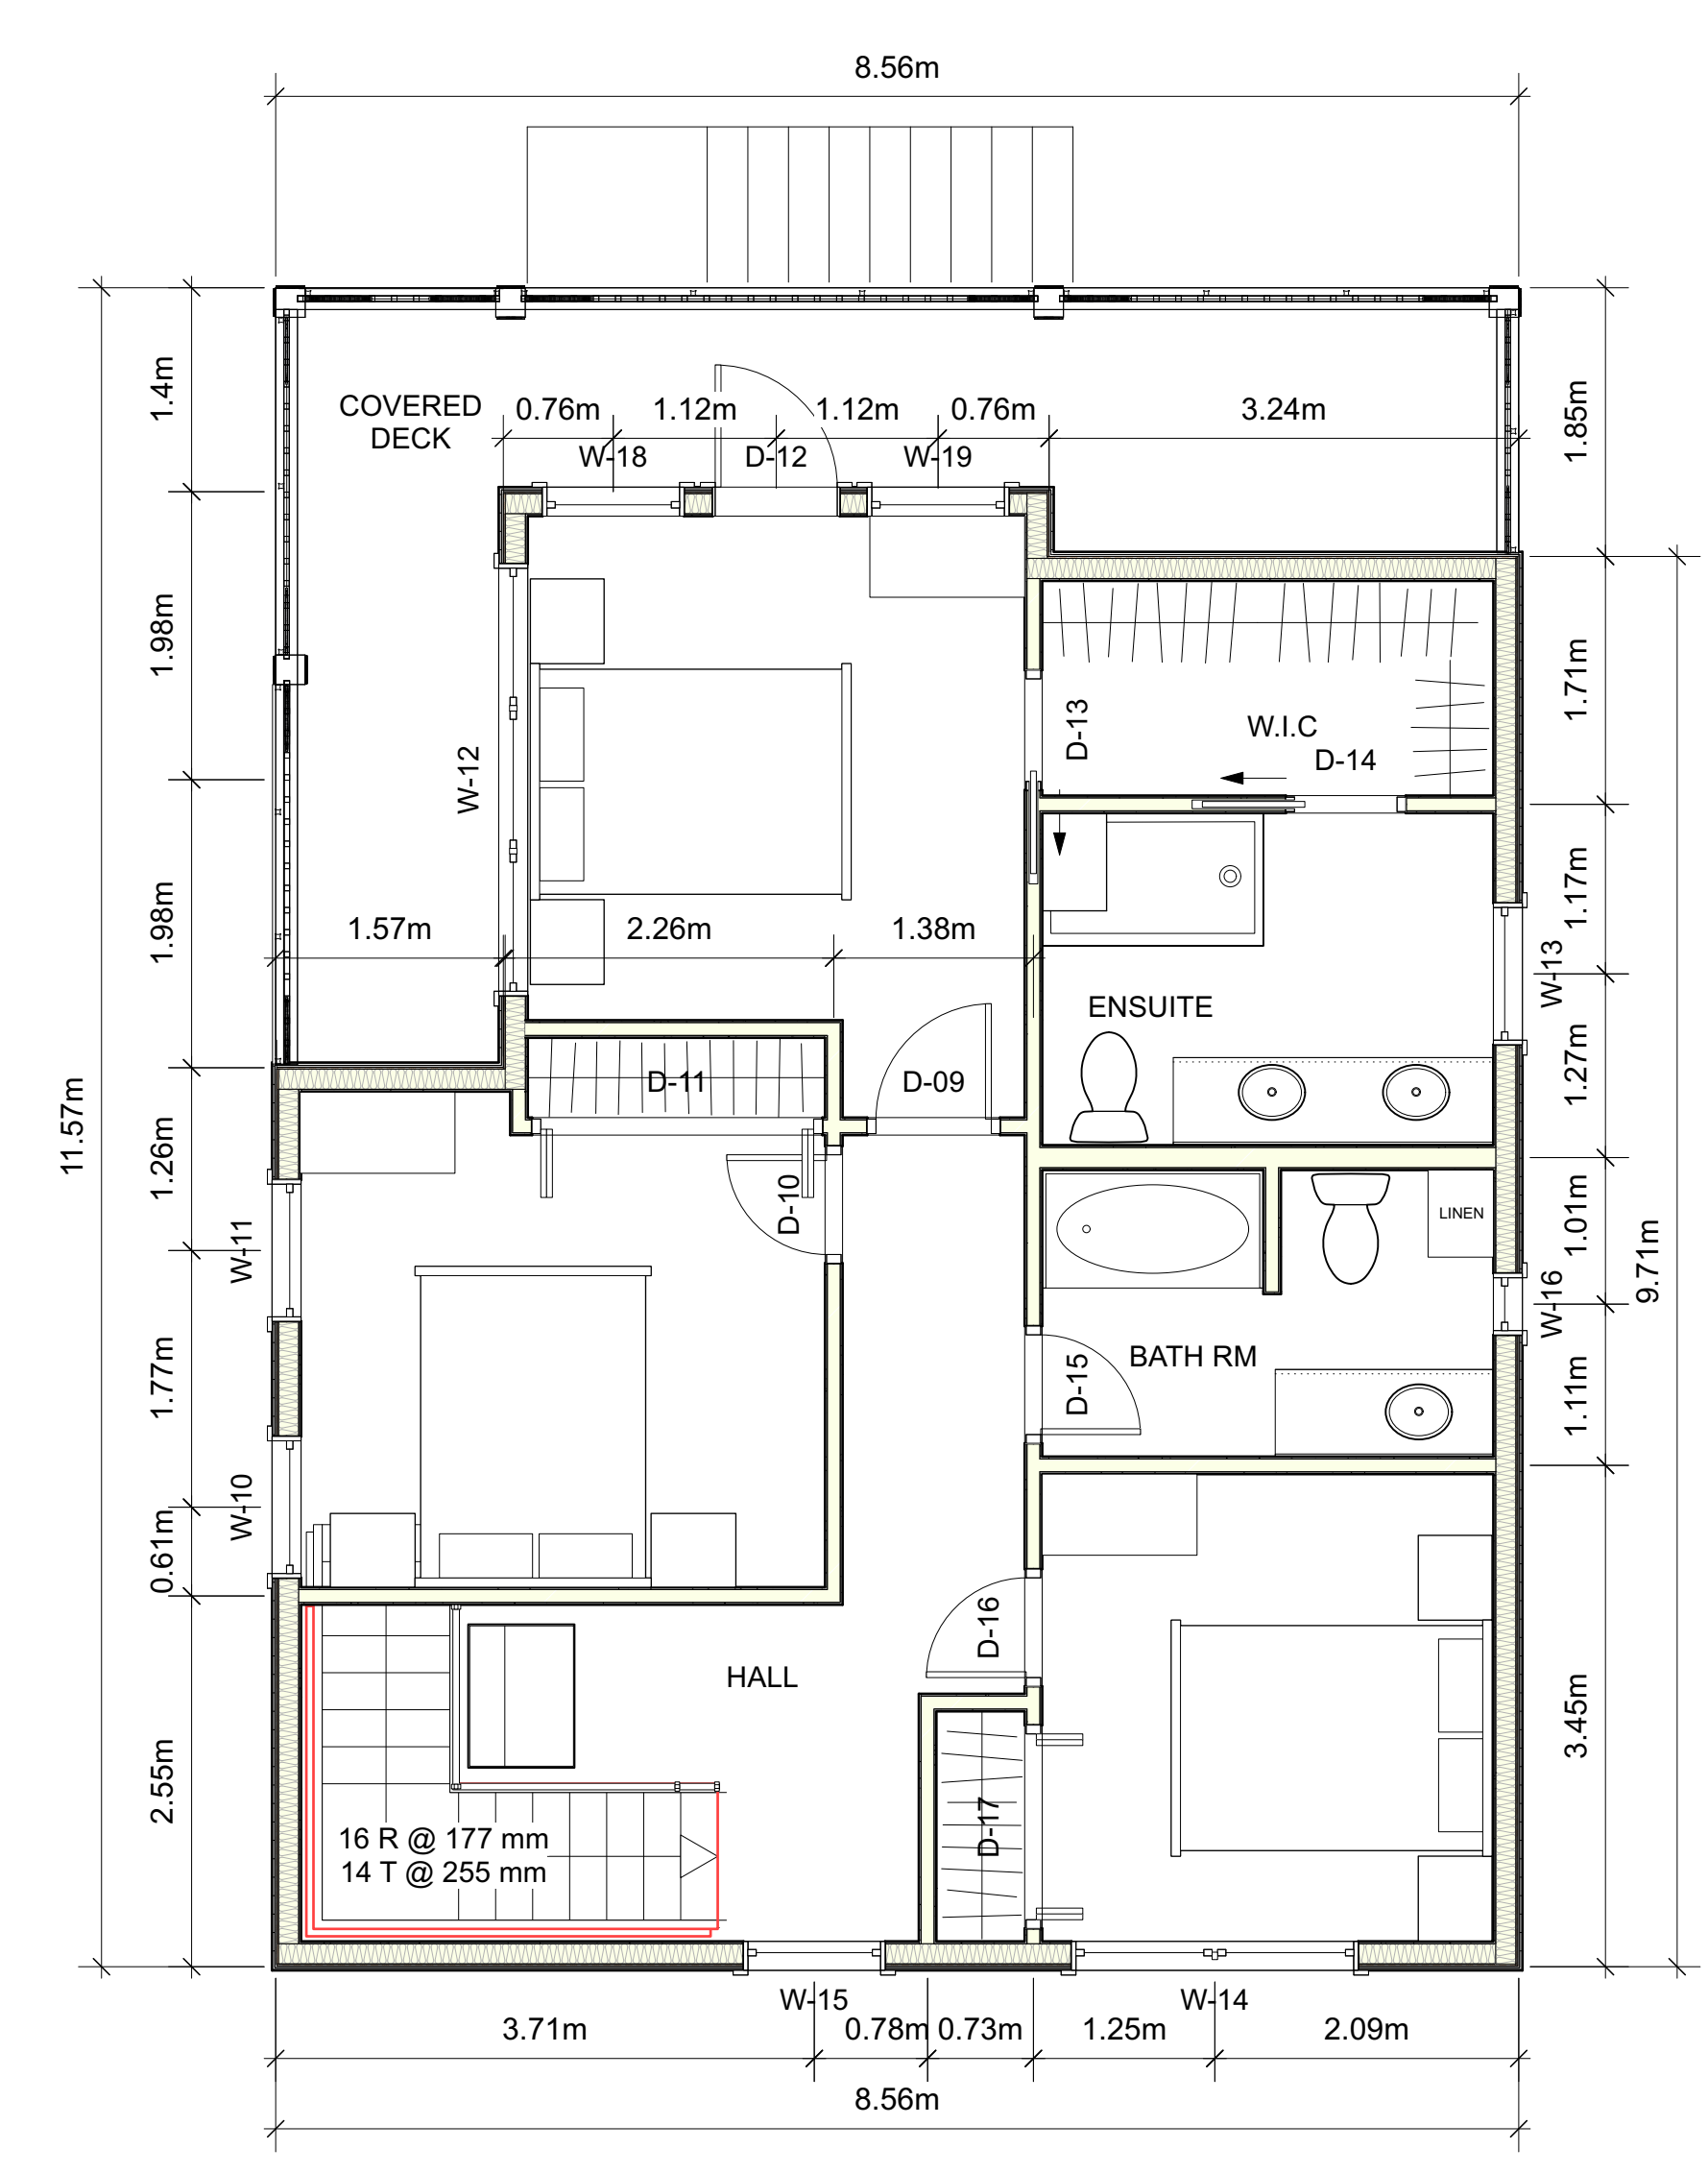 8.56m
1.4m
COVERED
DECK
0.76m
1.12m
1.12m
0.76m
3.24m
1.85m
W-18
D-12
W-19
1.98m
1.71m
D-13
W.I.C
D-14
W-12
1.98m
1.57m
2.26m
1.38m
1.17m
W-13
ENSUITE
11.57m
D-11
D-09
1.27m
1.26m
D-10
LINEN
1.01m
W-11
9.71m
W-16
1.77m
D-15
BATH RM
1.11m
W-10
0.61m
D-16
HALL
3.45m
2.55m
D-17
16 R @ 177 mm
14 T @ 255 mm
W-15
W-14
3.71m
0.78m
0.73m
1.25m
2.09m
8.56m